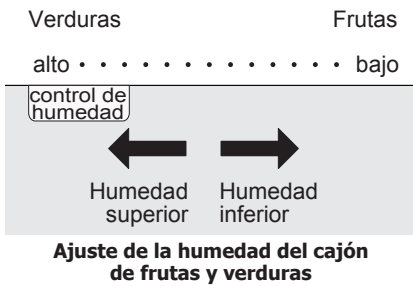 Verduras Frutas
alto · · · · · · · · · · · · · · bajo
control de
humedad
Humedad Humedad
superior inferior
Ajuste de la humedad del cajón
de frutas y verduras